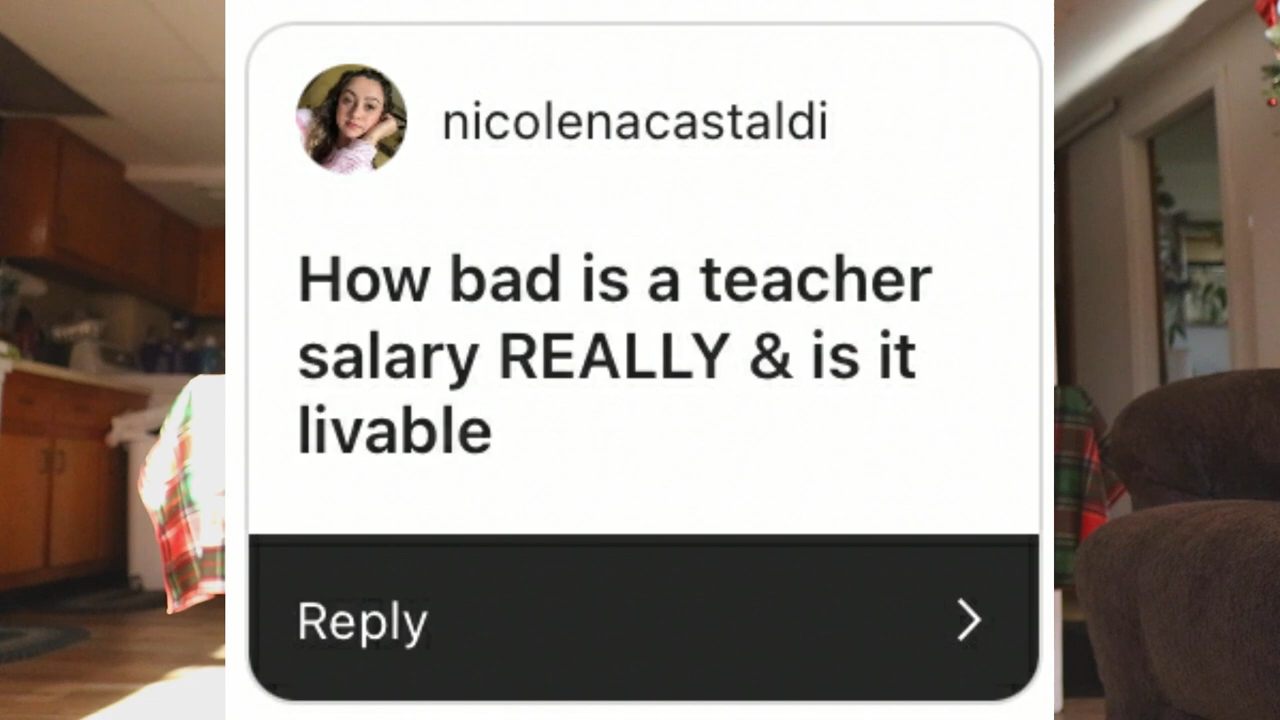 nicolenacastaldi
How bad is a teacher
salary REALLY & is it
livable
Reply